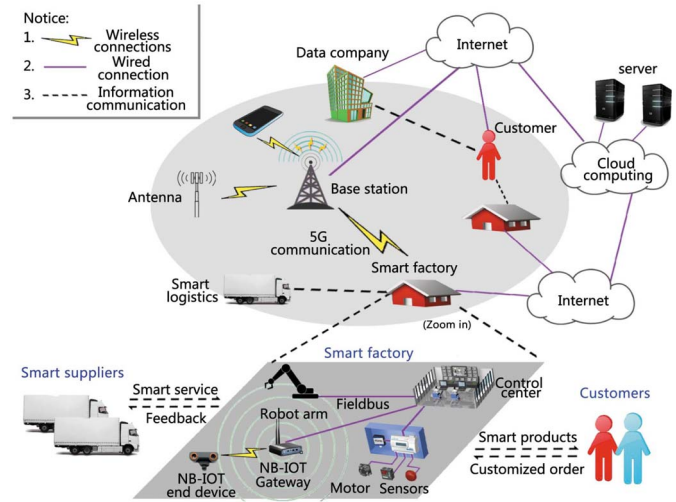 Notice:
1. Wireless
connections
2. Wired
connection
3. Information
communication
Data company
Internet
server
Customer
Cloud
computing
Antenna
Base station
5G
communication
Smart factory
Smart
logistics
(Zoom in)
Internet
Smart factory
Smart suppliers
Smart service
Feedback
Robot arm
Fieldbus
Control
center
Customers
Smart products
Customized order
NB-IOT
end device
NB-IOT
Gateway
Motor
Sensors